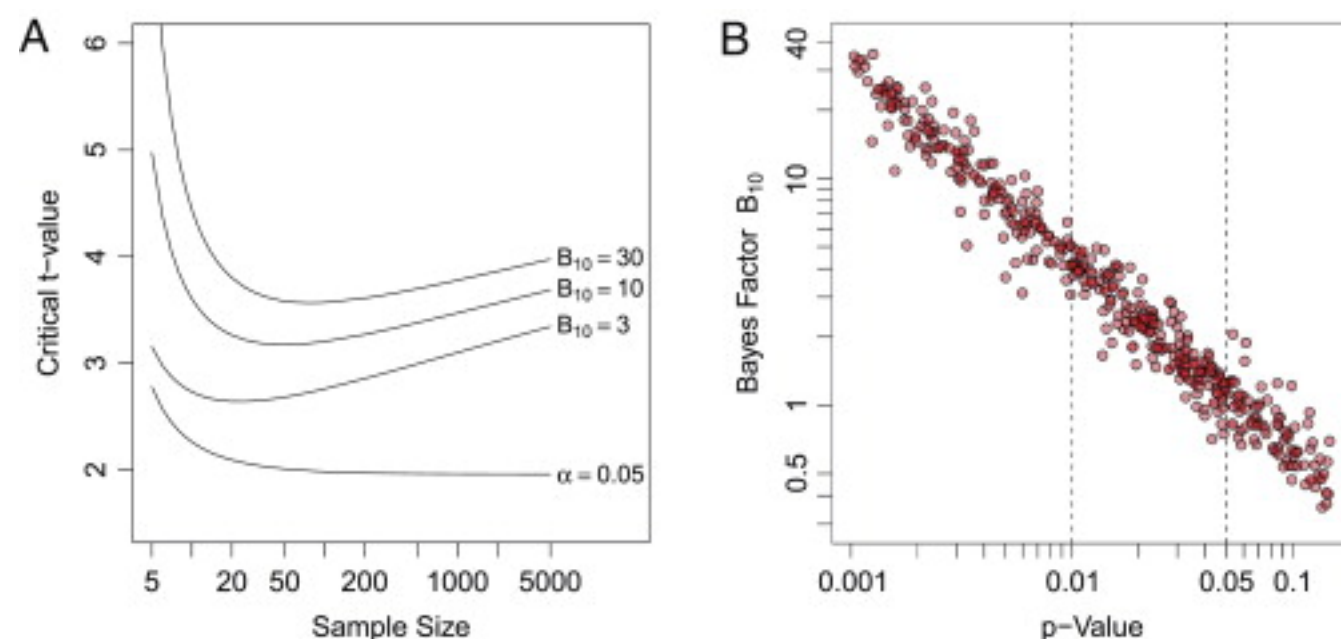 A
Critical t-value
6
5
4
3
2
B₁₀ = 30
B₁₀ = 10
B₁₀ = 3
α = 0.05
5 20 50 200 1000 5000
Sample Size
B
Bayes Factor B₁₀
40
10
1
0.5
0.001 0.01 0.05 0.1
p-Value